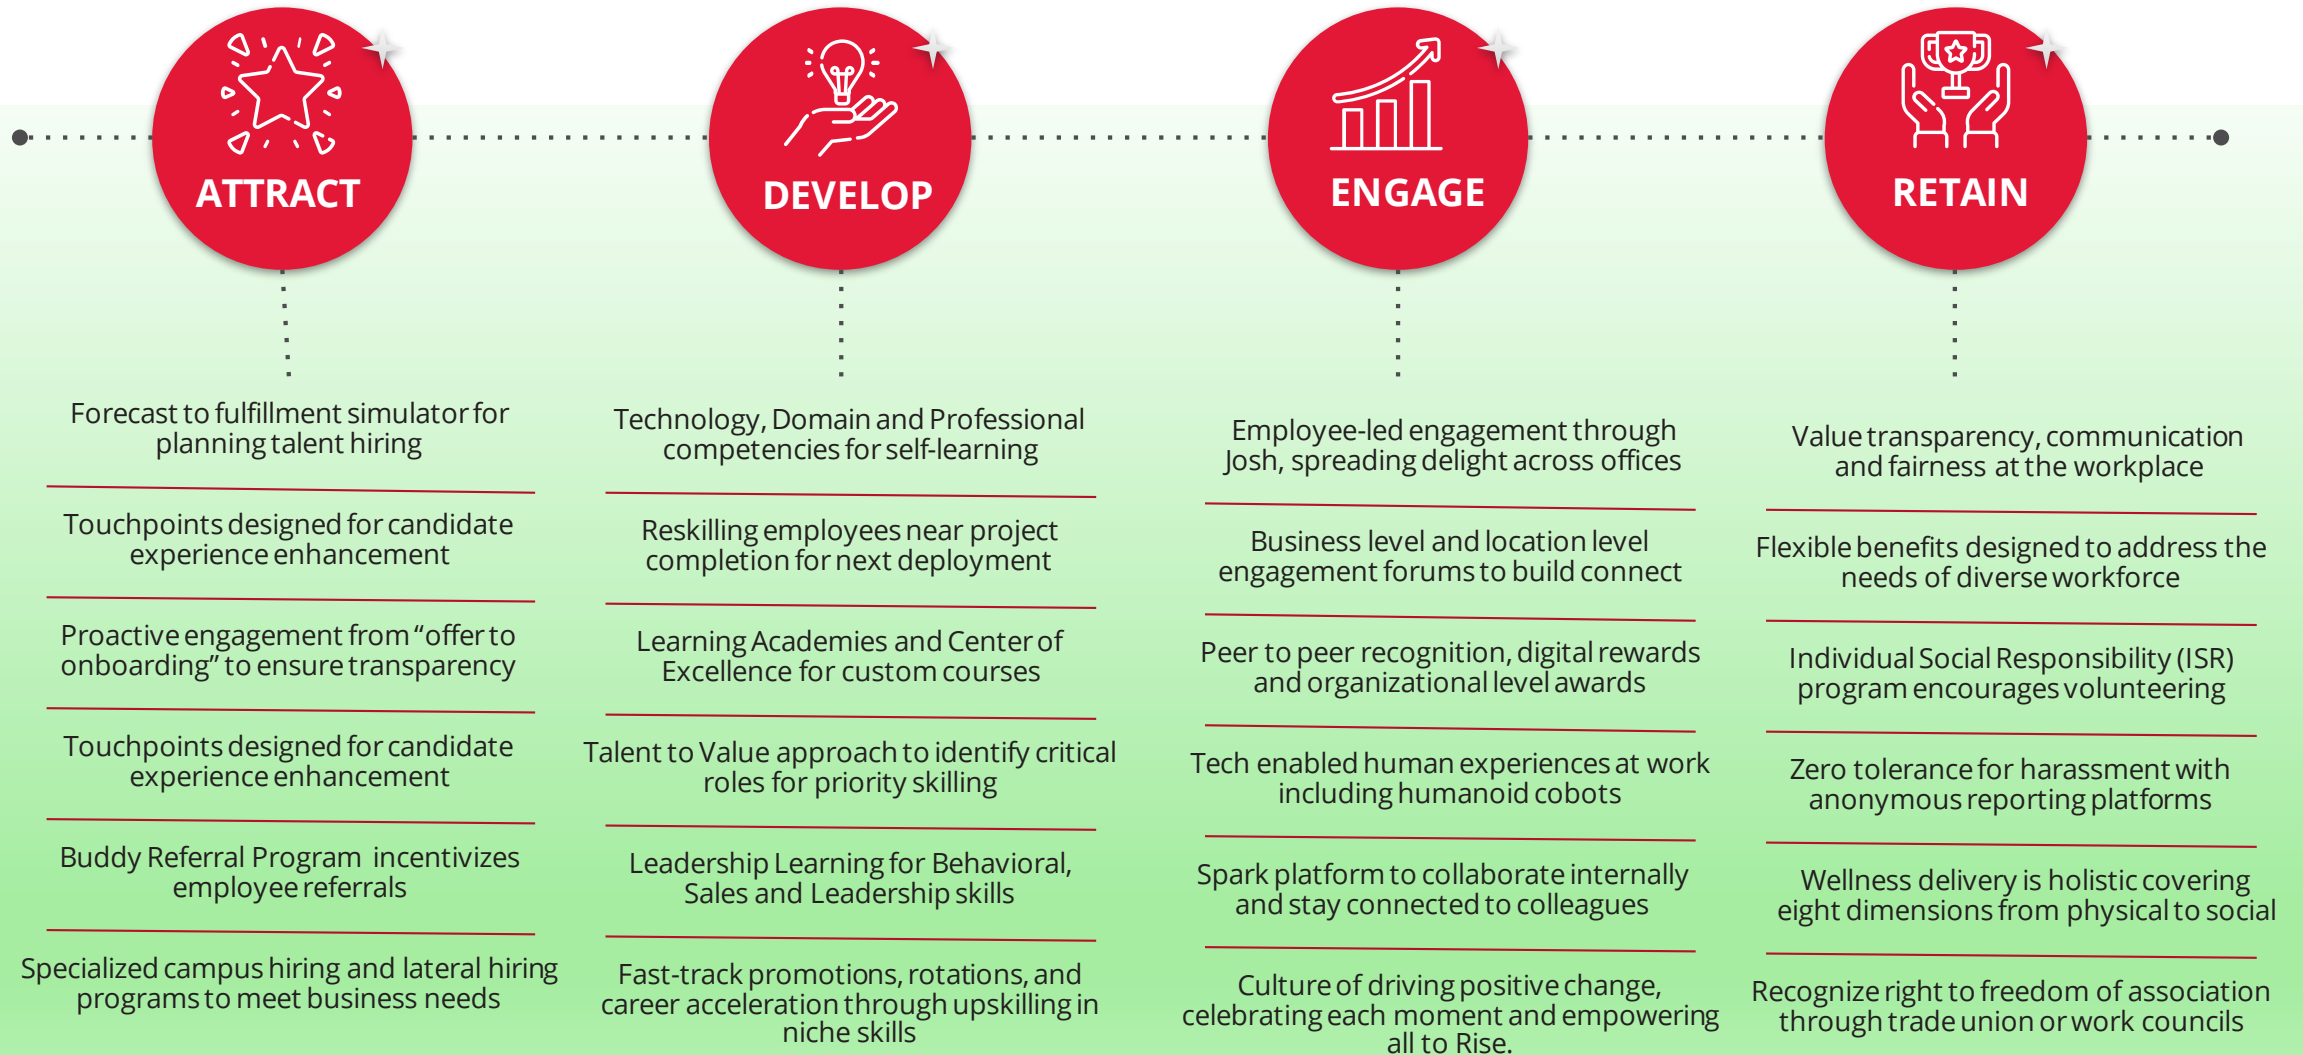 ATTRACT
Forecast to fulfillment simulator for
planning talent hiring
Touchpoints designed for candidate
experience enhancement
Proactive engagement from “offer to
onboarding” to ensure transparency
Touchpoints designed for candidate
experience enhancement
Buddy Referral Program incentivizes
employee referrals
Specialized campus hiring and lateral hiring
programs to meet business needs
DEVELOP
Technology, Domain and Professional
competencies for self-learning
Reskilling employees near project
completion for next deployment
Learning Academies and Center of
Excellence for custom courses
Talent to Value approach to identify critical
roles for priority skilling
Leadership Learning for Behavioral,
Sales and Leadership skills
Fast-track promotions, rotations, and
career acceleration through upskilling in
niche skills
ENGAGE
Employee-led engagement through
Josh, spreading delight across offices
Business level and location level
engagement forums to build connect
Peer to peer recognition, digital rewards
and organizational level awards
Tech enabled human experiences at work
including humanoid cobots
Spark platform to collaborate internally
and stay connected to colleagues
Culture of driving positive change,
celebrating each moment and empowering
all to Rise.
RETAIN
Value transparency, communication
and fairness at the workplace
Flexible benefits designed to address the
needs of diverse workforce
Individual Social Responsibility (ISR)
program encourages volunteering
Zero tolerance for harassment with
anonymous reporting platforms
Wellness delivery is holistic covering
eight dimensions from physical to social
Recognize right to freedom of association
through trade union or work councils